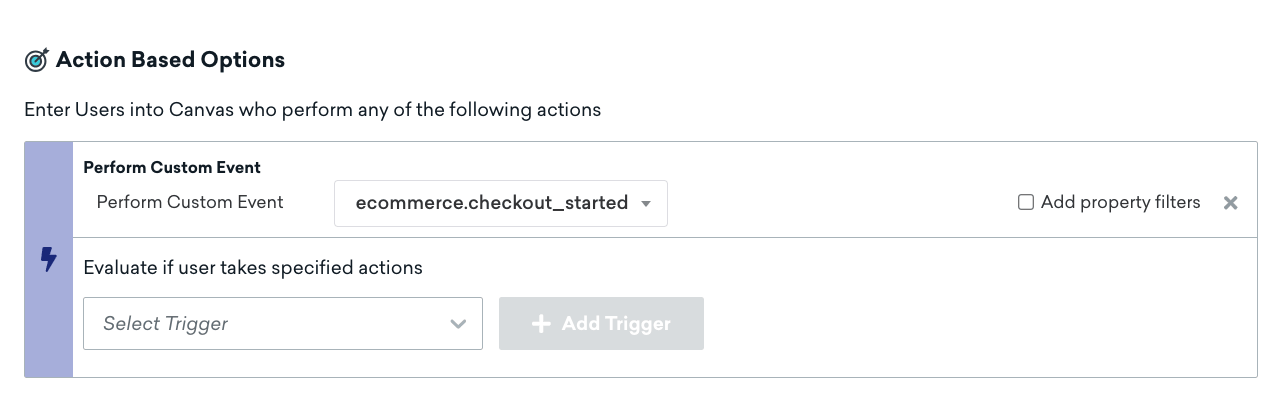 Action Based Options
Enter Users into Canvas who perform any of the following actions
Perform Custom Event
Perform Custom Event ecommerce.checkout_started Add property filters
Evaluate if user takes specified actions
Select Trigger Add Trigger